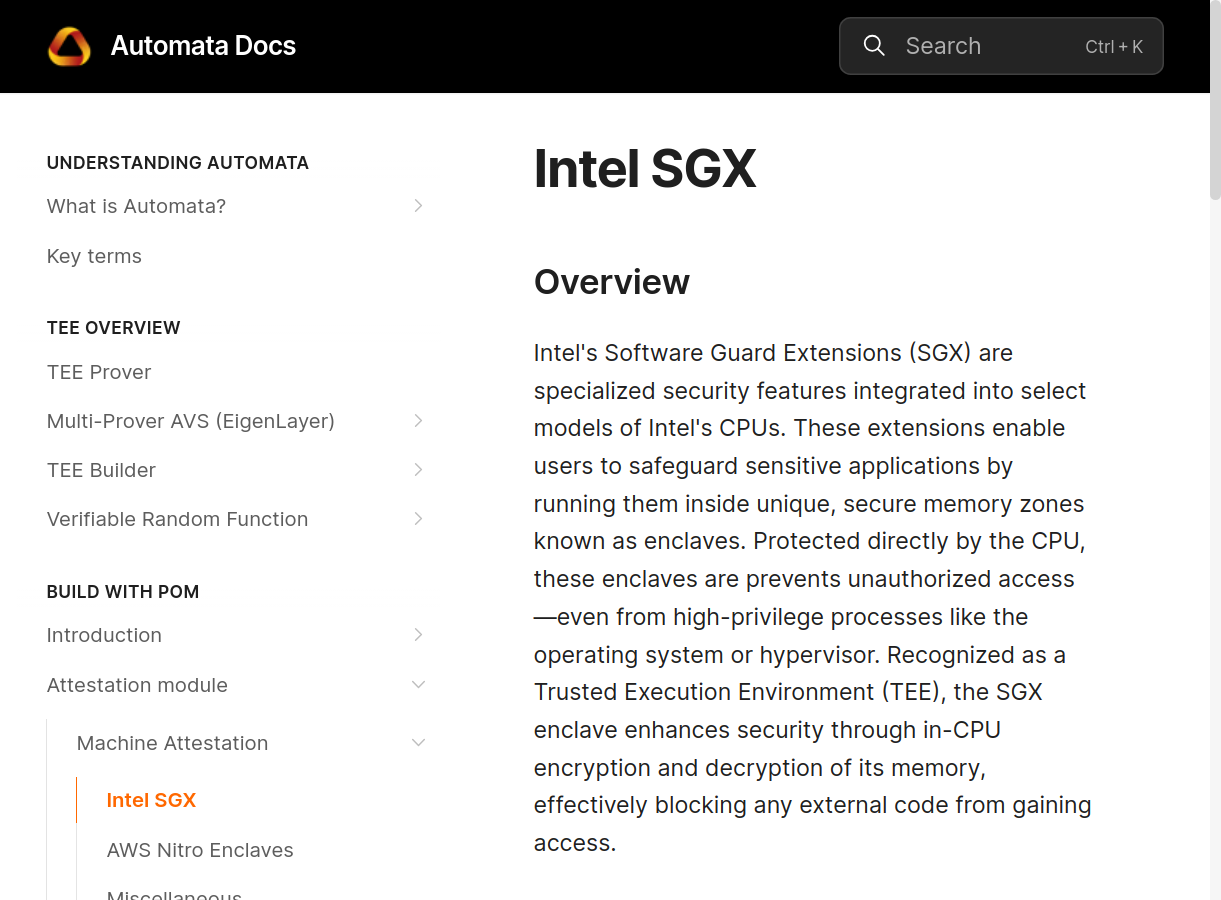 Automata Docs
Search
Ctrl + K
UNDERSTANDING AUTOMATA
What is Automata?
Key terms
TEE OVERVIEW
TEE Prover
Multi-Prover AVS (EigenLayer)
TEE Builder
Verifiable Random Function
BUILD WITH POM
Introduction
Attestation module
Machine Attestation
Intel SGX
AWS Nitro Enclaves
Miscellaneous
Intel SGX
Overview
Intel's Software Guard Extensions (SGX) are
specialized security features integrated into select
models of Intel's CPUs. These extensions enable
users to safeguard sensitive applications by
running them inside unique, secure memory zones
known as enclaves. Protected directly by the CPU,
these enclaves are prevents unauthorized access
—even from high-privilege processes like the
operating system or hypervisor. Recognized as a
Trusted Execution Environment (TEE), the SGX
enclave enhances security through in-CPU
encryption and decryption of its memory,
effectively blocking any external code from gaining
access.